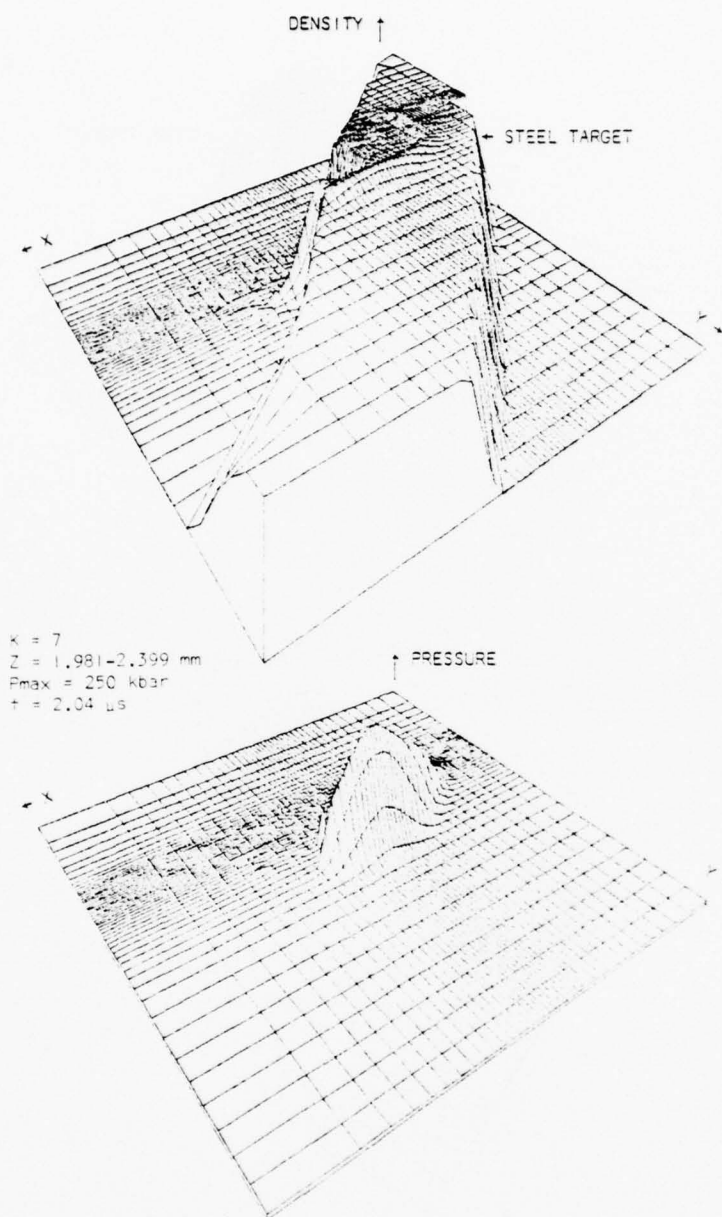 DENSITY ↑
← STEEL TARGET
← X
Y →
K = 7
Z = 1.981-2.399 mm
Pmax = 250 kbar
t = 2.04 µs
↑ PRESSURE
← X
Y